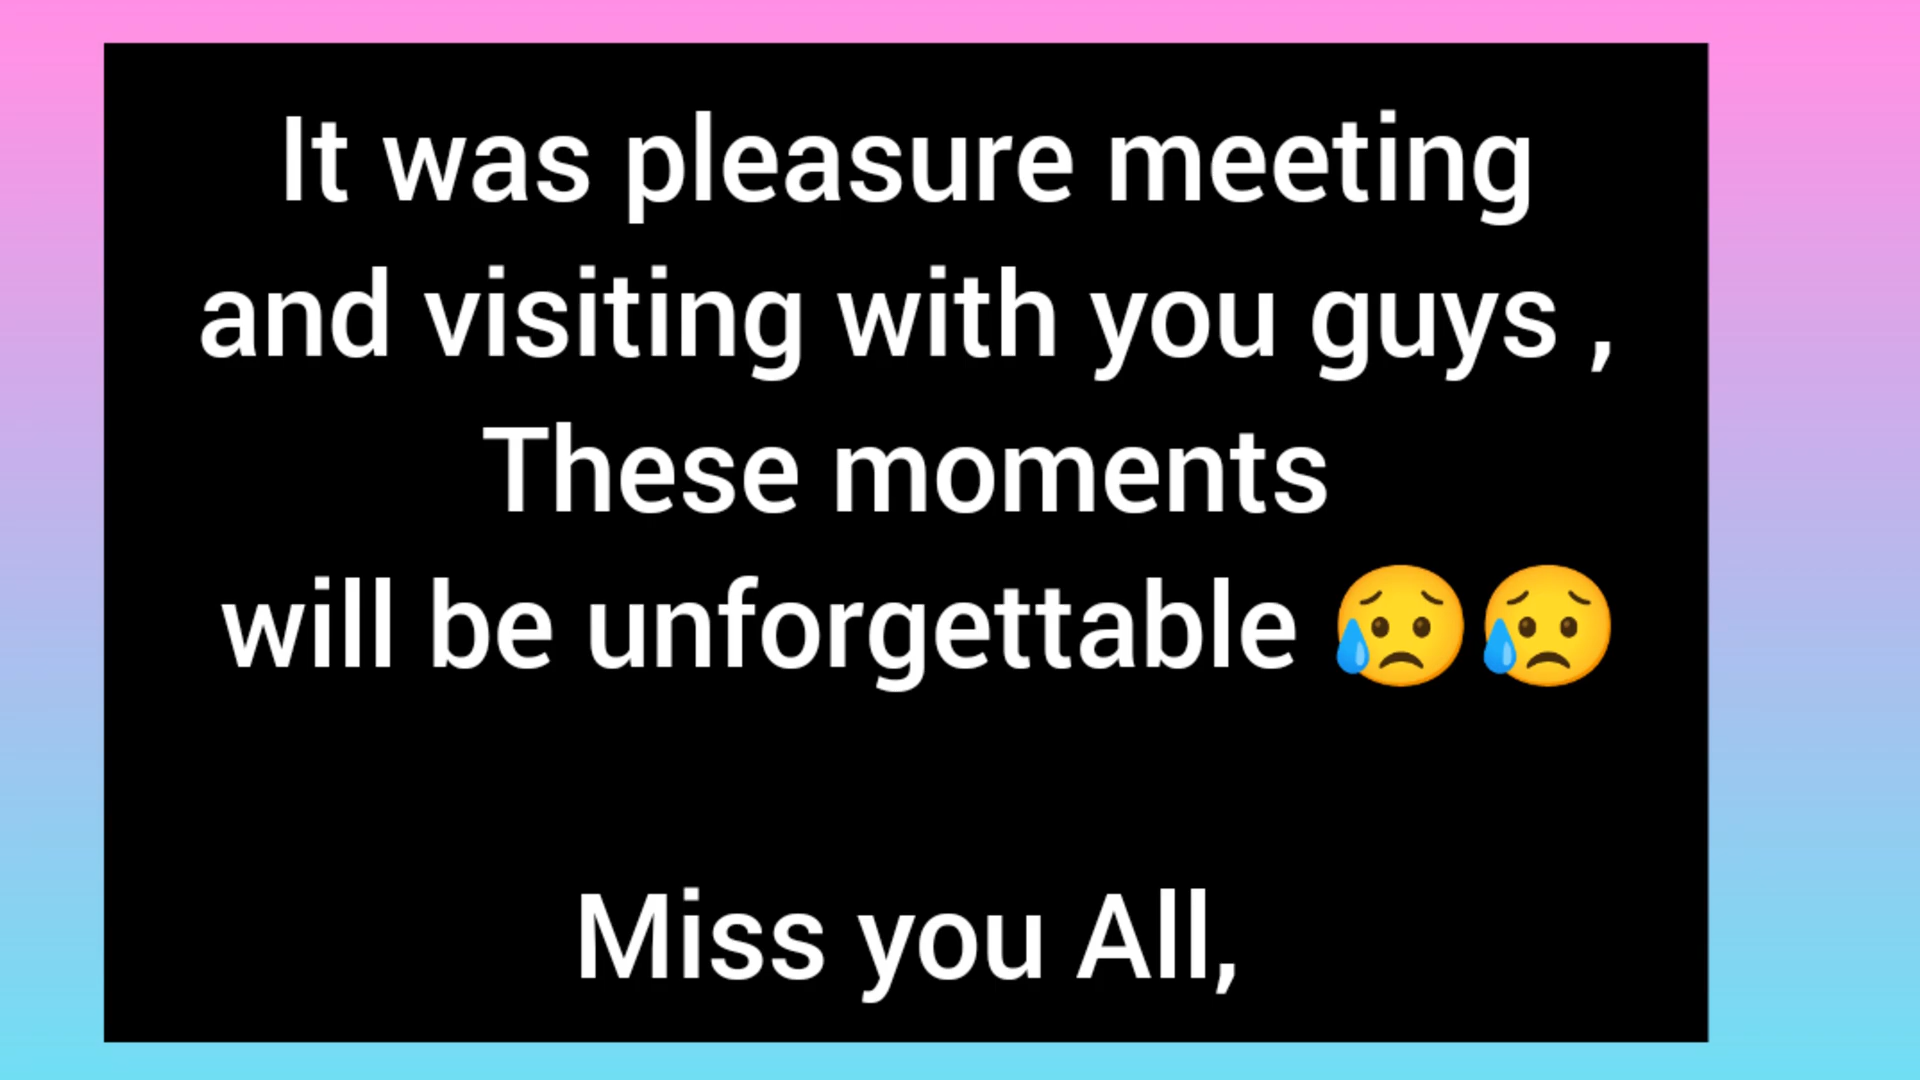 It was pleasure meeting
and visiting with you guys ,
These moments
will be unforgettable 😥😥
Miss you All,